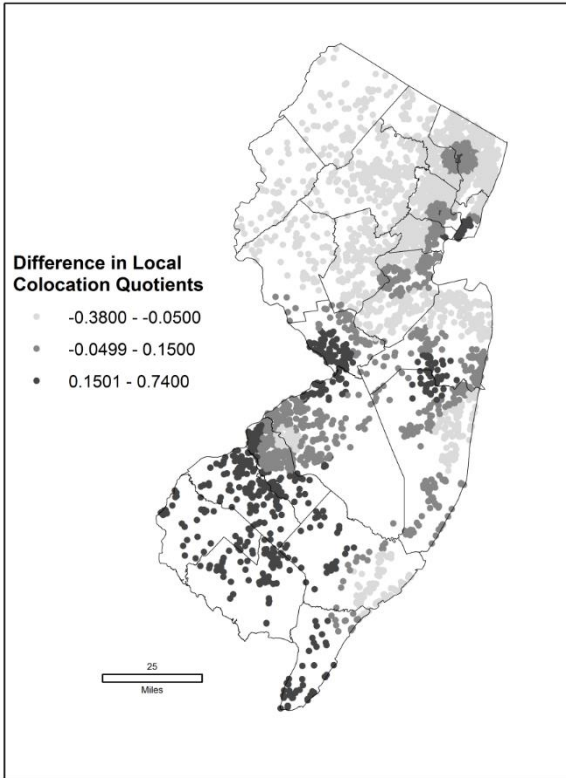 Difference in Local
Colocation Quotients
-0.3800 - -0.0500
-0.0499 - 0.1500
0.1501 - 0.7400
25
Miles